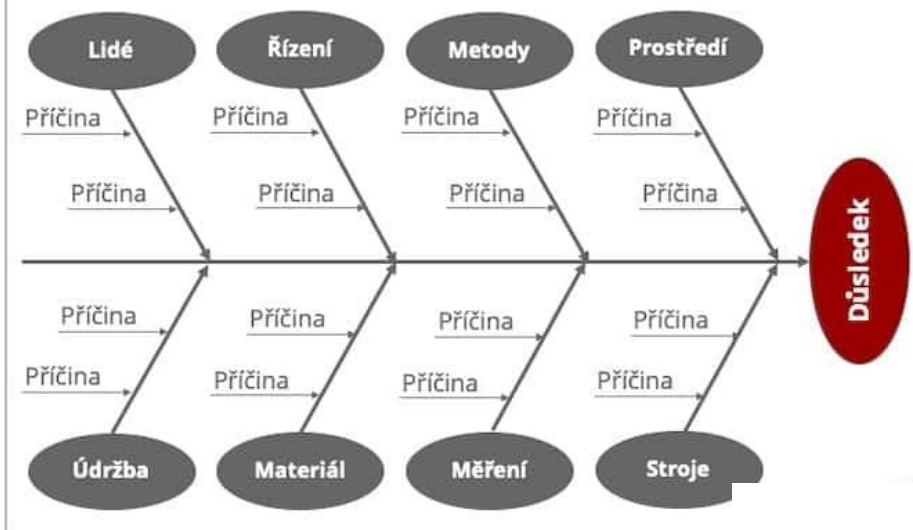 Lidé
Řízení
Metody
Prostředí
Příčina
Příčina
Příčina
Příčina
Příčina
Příčina
Příčina
Příčina
Důsledek
Příčina
Příčina
Příčina
Příčina
Příčina
Příčina
Příčina
Příčina
Údržba
Materiál
Měření
Stroje